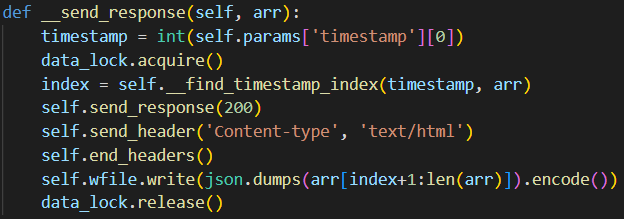 def __send_response(self, arr):
    timestamp = int(self.params['timestamp'][0])
    data_lock.acquire()
    index = self.__find_timestamp_index(timestamp, arr)
    self.send_response(200)
    self.send_header('Content-type', 'text/html')
    self.end_headers()
    self.wfile.write(json.dumps(arr[index+1:len(arr)]).encode())
    data_lock.release()